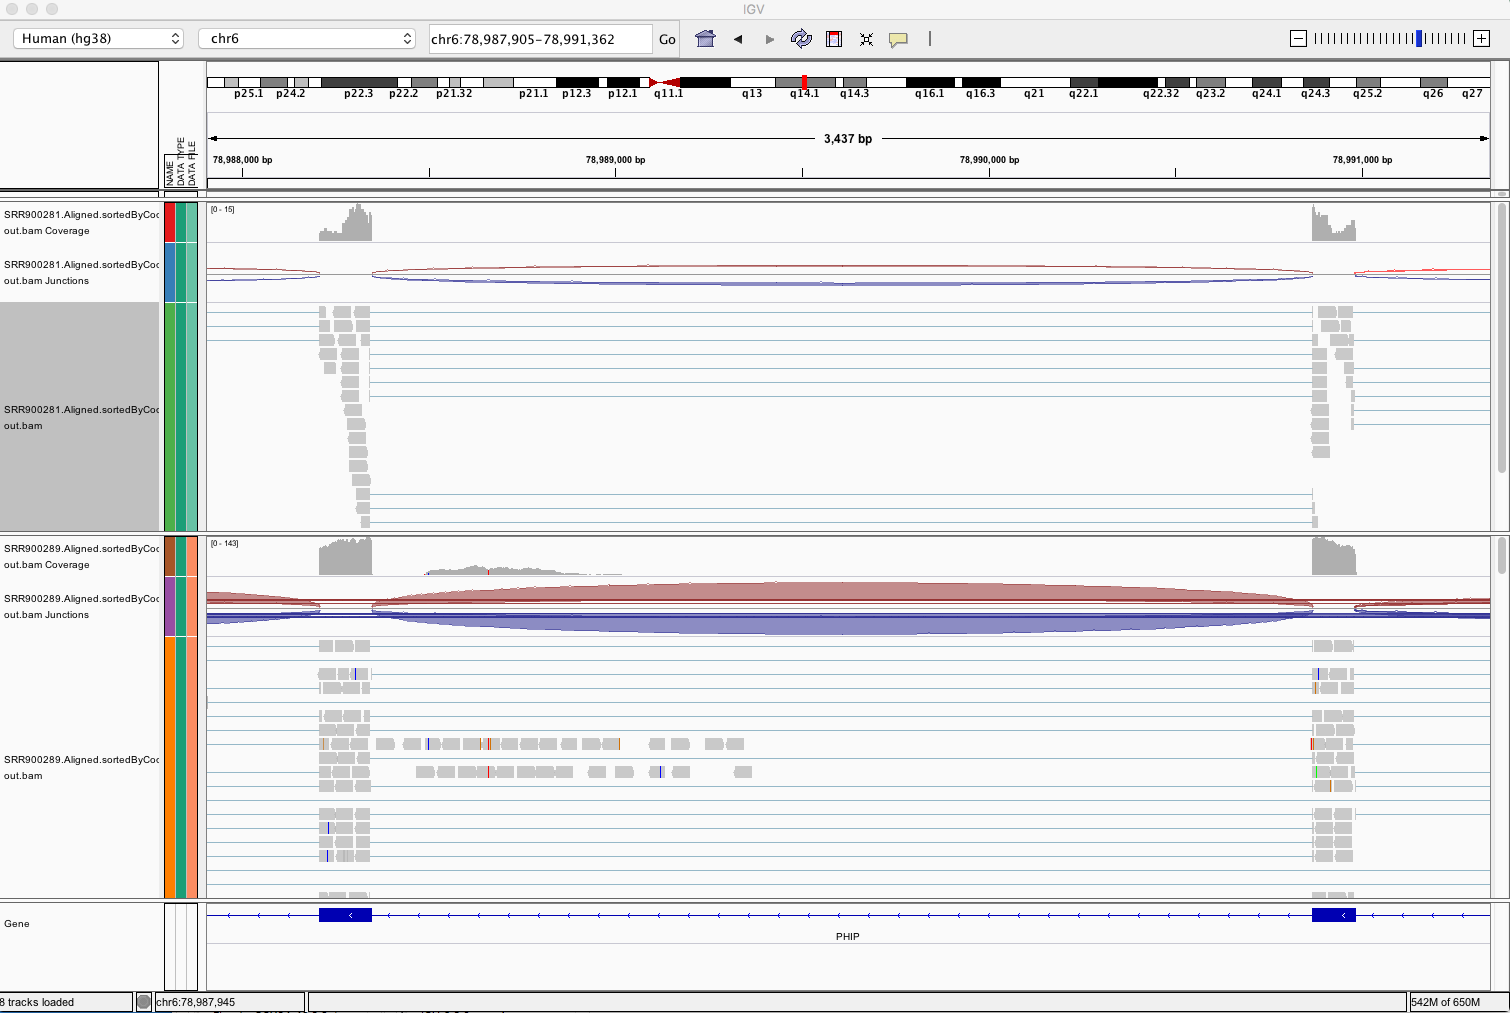 IGV
Human (hg38) chr6 chr6:78,987,905-78,991,362 Go
p25.1 p24.2 p22.3 p22.2 p21.32 p21.1 p12.3 p12.1 q11.1 q13 q14.1 q14.3 q16.1 q16.3 q21 q22.1 q22.32 q23.2 q24.1 q24.3 q25.2 q26 q27
3,437 bp
NAME
DATA TYPE
DATA FILE
78,988,000 bp 78,989,000 bp 78,990,000 bp 78,991,000 bp
SRR900281.Aligned.sortedByCoo
out.bam Coverage
[0 - 15]
SRR900281.Aligned.sortedByCoo
out.bam Junctions
SRR900281.Aligned.sortedByCoo
out.bam
SRR900289.Aligned.sortedByCoo
out.bam Coverage
[0 - 143]
SRR900289.Aligned.sortedByCoo
out.bam Junctions
SRR900289.Aligned.sortedByCoo
out.bam
Gene
PHIP
8 tracks loaded chr6:78,987,945 542M of 650M